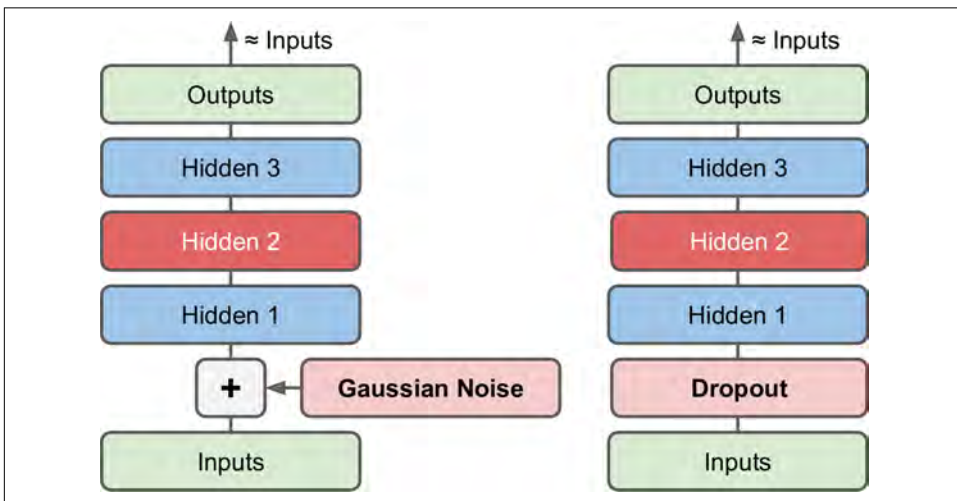 ≈ Inputs
Outputs
Hidden 3
Hidden 2
Hidden 1
+
Gaussian Noise
Inputs
≈ Inputs
Outputs
Hidden 3
Hidden 2
Hidden 1
Dropout
Inputs